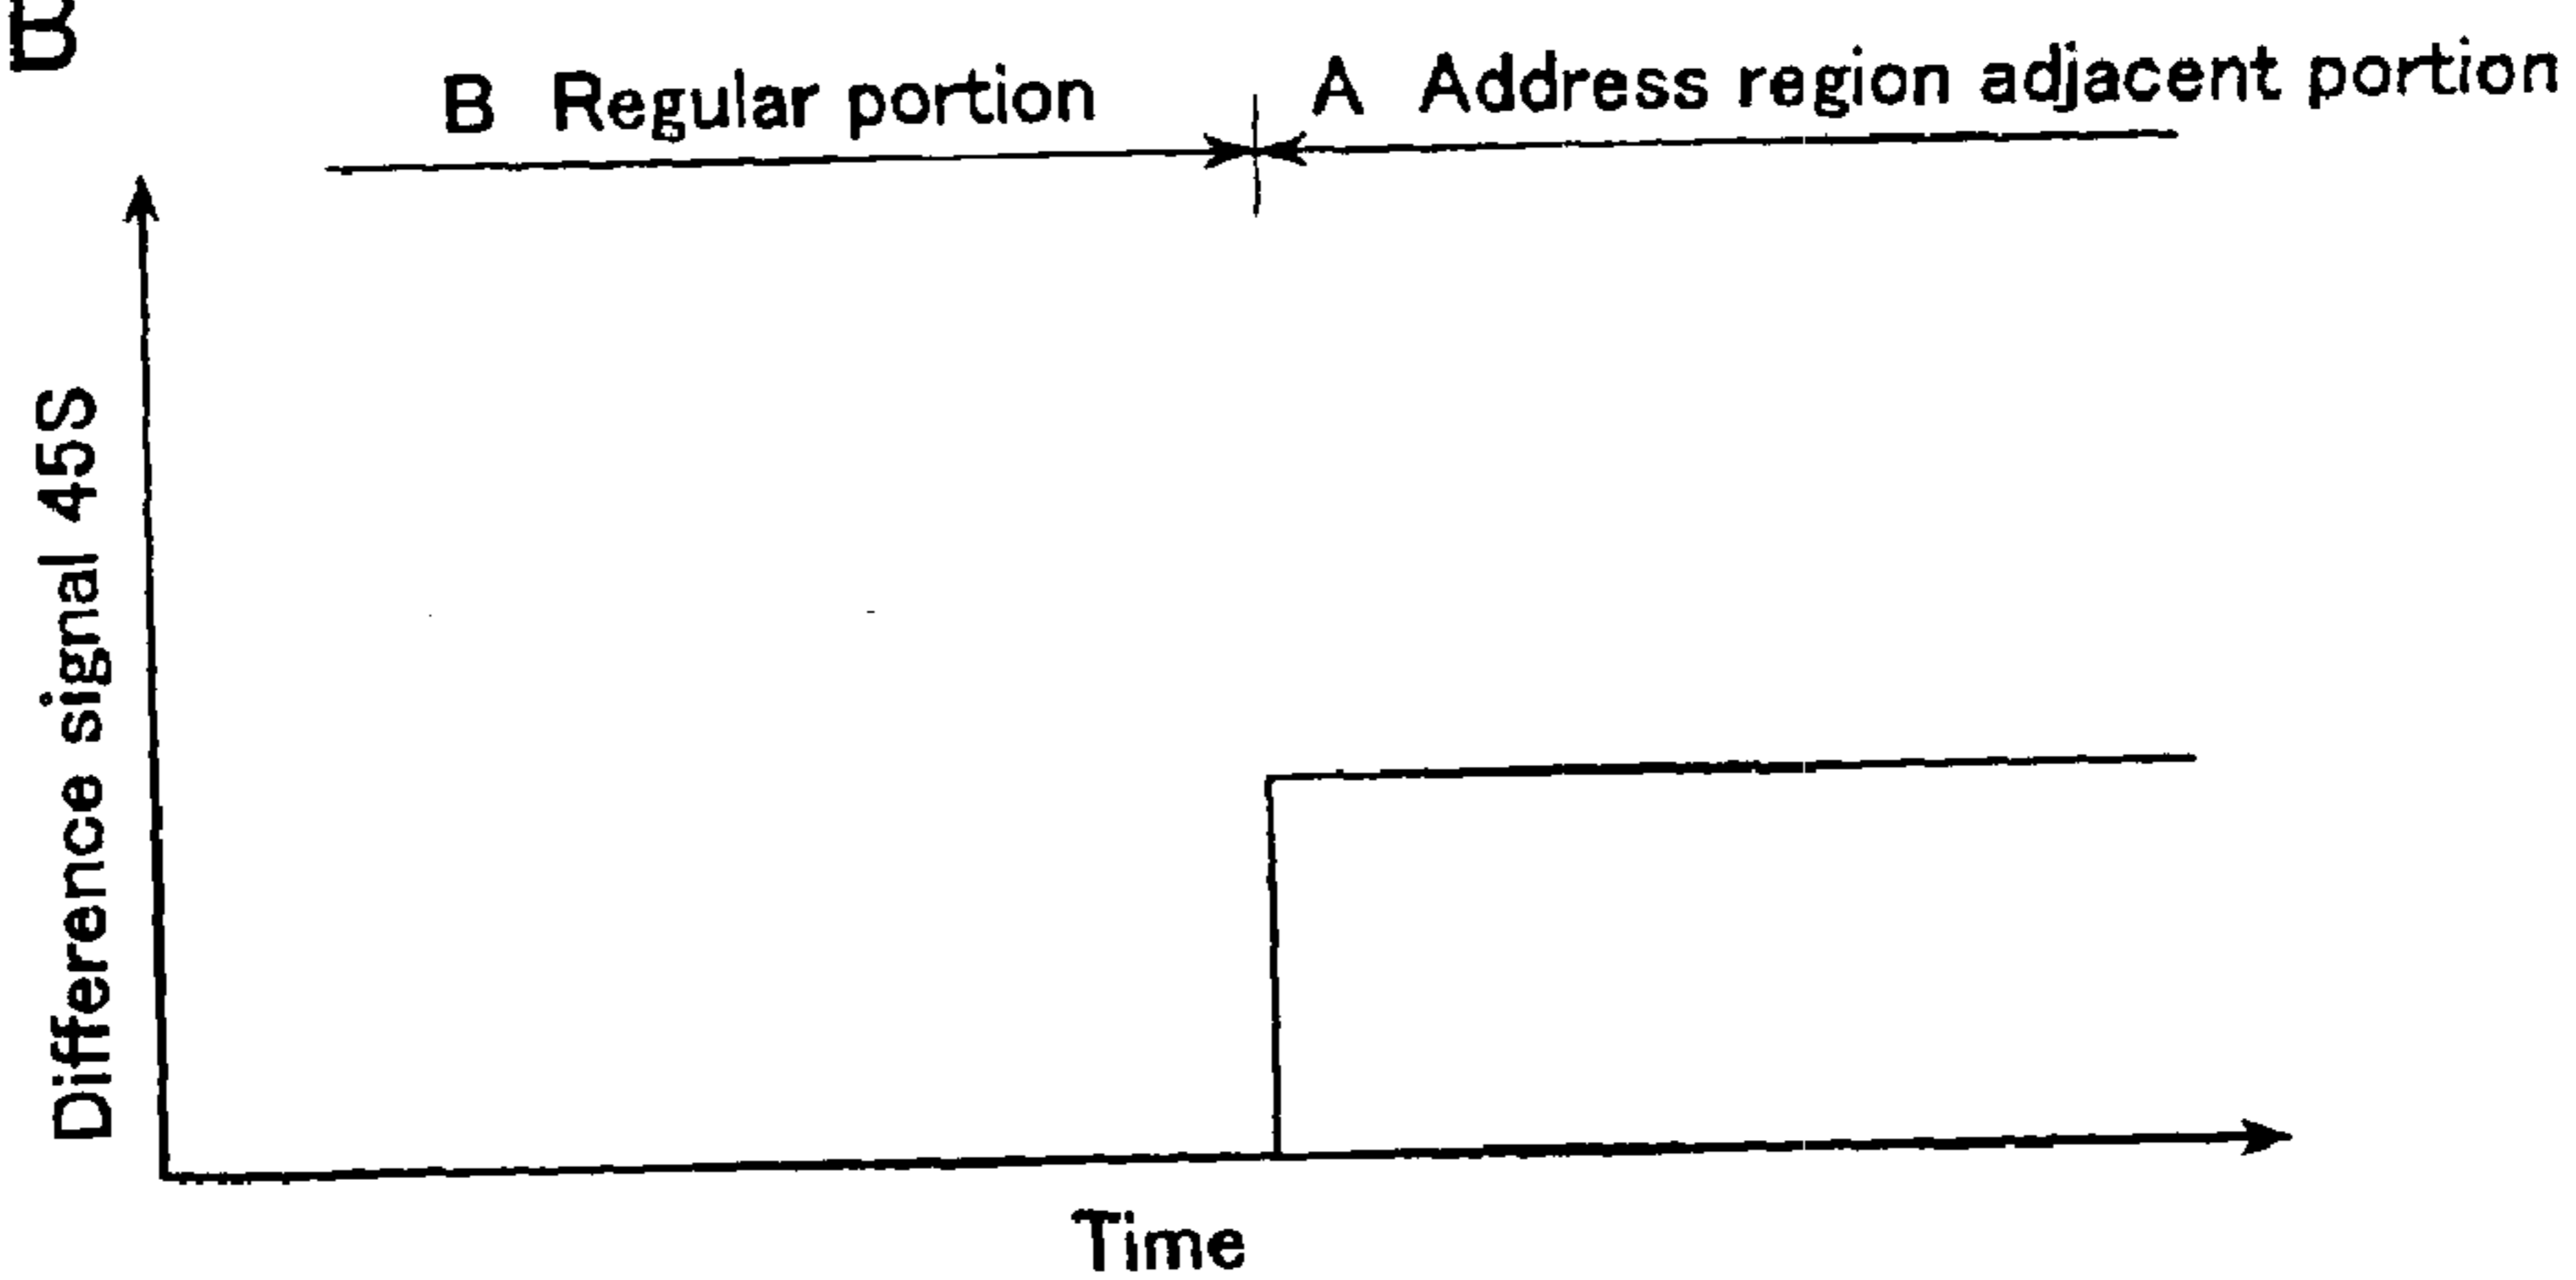 B
B Regular portion
A Address region adjacent portion
Difference signal 45S
Time